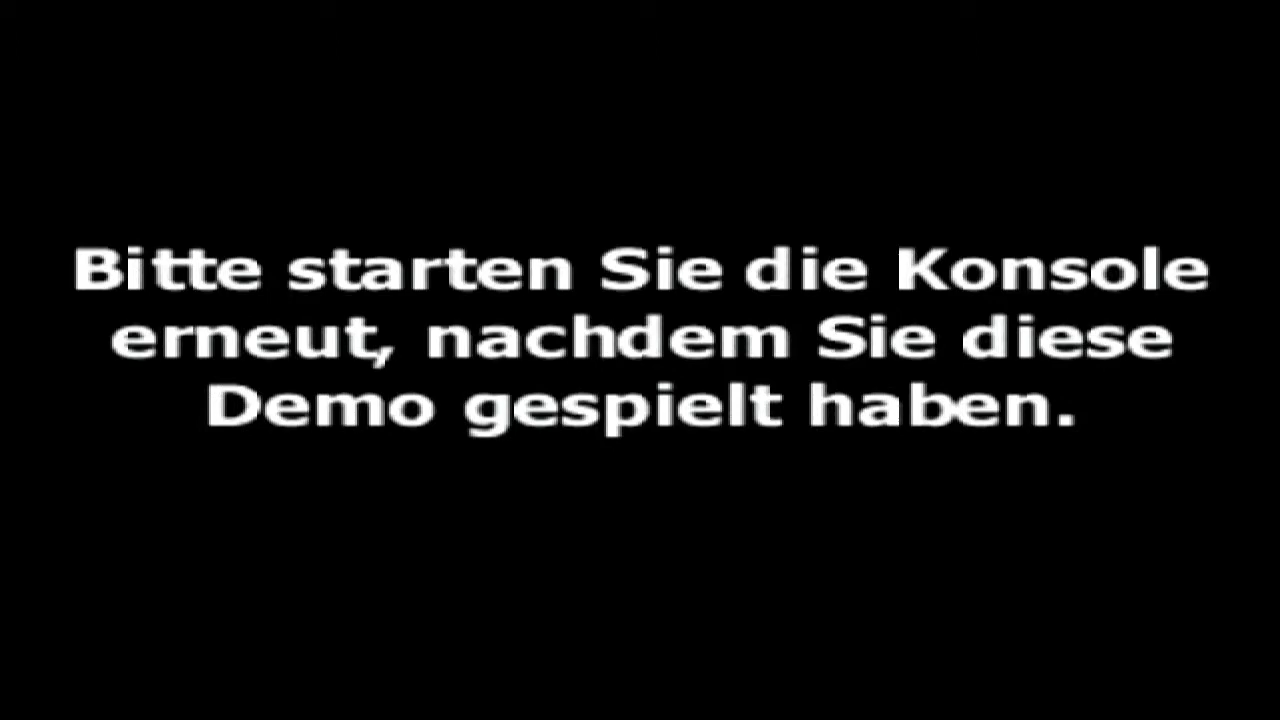 Bitte starten Sie die Konsole
erneut, nachdem Sie diese
Demo gespielt haben.